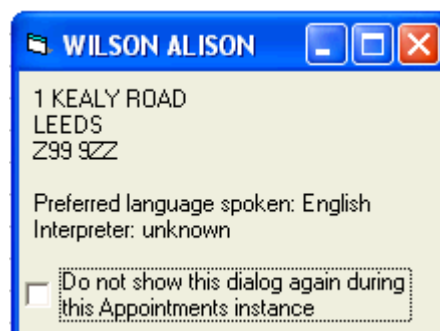 WILSON ALISON
1 KEALY ROAD
LEEDS
Z99 9ZZ
Preferred language spoken: English
Interpreter: unknown
Do not show this dialog again during
this Appointments instance